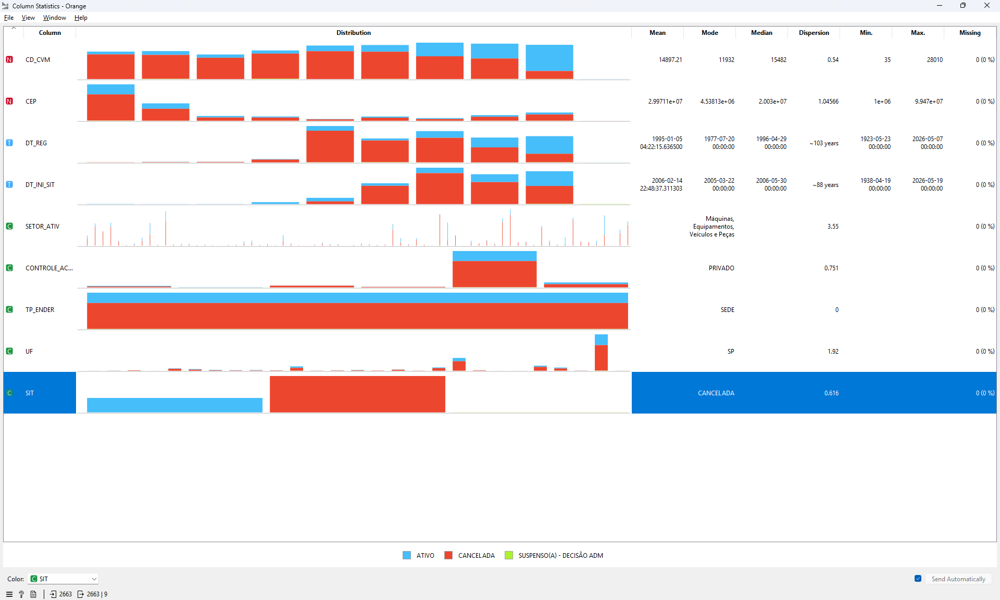 Column Statistics - Orange
File View Window Help
Column Distribution Mean Mode Median Dispersion Min. Max. Missing
N CD_CVM 14897.21 11932 15482 0.54 35 28010 0 (0 %)
N CEP 2.99711e+07 4.53813e+06 2.003e+07 1.04566 1e+06 9.947e+07 0 (0 %)
T DT_REG 1995-01-05 1977-07-20 1996-04-29 ~103 years 1923-05-23 2026-05-07 0 (0 %)
04:22:15.636500 00:00:00 00:00:00 00:00:00 00:00:00
T DT_INI_SIT 2006-02-14 2005-03-22 2006-05-30 ~88 years 1938-04-19 2026-05-19 0 (0 %)
22:48:37.311303 00:00:00 00:00:00 00:00:00 00:00:00
Máquinas,
C SETOR_ATIV Equipamentos, 3.55 0 (0 %)
Veículos e Peças
C CONTROLE_AC... PRIVADO 0.751 0 (0 %)
C TP_ENDER SEDE 0 0 (0 %)
C UF SP 1.92 0 (0 %)
C SIT CANCELADA 0.616 0 (0 %)
ATIVO CANCELADA SUSPENSO(A) - DECISÃO ADM
Color: C SIT Send Automatically
? 2663 2663 | 9